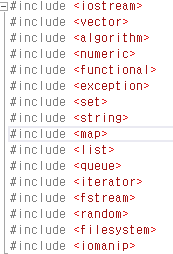 #include <iostream>
#include <vector>
#include <algorithm>
#include <numeric>
#include <functional>
#include <exception>
#include <set>
#include <string>
#include <map>
#include <list>
#include <queue>
#include <iterator>
#include <fstream>
#include <random>
#include <filesystem>
#include <iomanip>